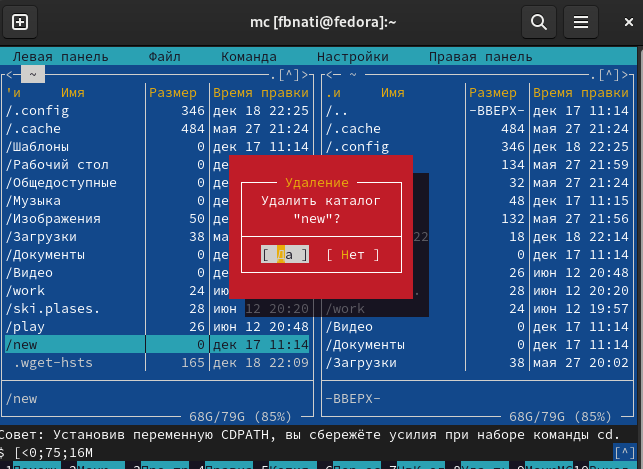 mc [fbnati@fedora]:~
Левая панель Файл Команда Настройки Правая панель
<─ ~ .[^]> <─ ~ .[^]>
'и Имя Размер Время правки .и Имя Размер Время правки
/.config 346 дек 18 22:25 /.. -ВВЕРХ- дек 17 11:14
/.cache 484 мая 27 21:24 /.cache 484 мая 27 21:24
/Шаблоны 0 дек 17 11:14 /.config 346 дек 18 22:25
/Рабочий стол 0 де 134 мая 27 21:59
/Общедоступные 0 де Удаление 32 мая 27 21:24
/Музыка 0 де Удалить каталог 48 дек 17 11:15
/Изображения 50 де "new"? 132 мая 27 21:56
/Загрузки 38 ма 22 18 дек 18 22:14
/Документы 0 де [ Да ] [ Нет ] 0 дек 17 11:14
/Видео 0 де 26 июн 12 20:48
/work 24 июн 28 июн 12 20:20
/ski.plases. 28 июн 12 20:20 /work 24 июн 12 19:57
/play 26 июн 12 20:48 /Видео 0 дек 17 11:14
/new 0 дек 17 11:14 /Документы 0 дек 17 11:14
.wget-hsts 165 дек 18 22:09 /Загрузки 38 мая 27 20:02
/new -ВВЕРХ-
68G/79G (85%) 68G/79G (85%)
Совет: Установив переменную CDPATH, вы сбережёте усилия при наборе команды cd.
$ [<0;75;16M [^]